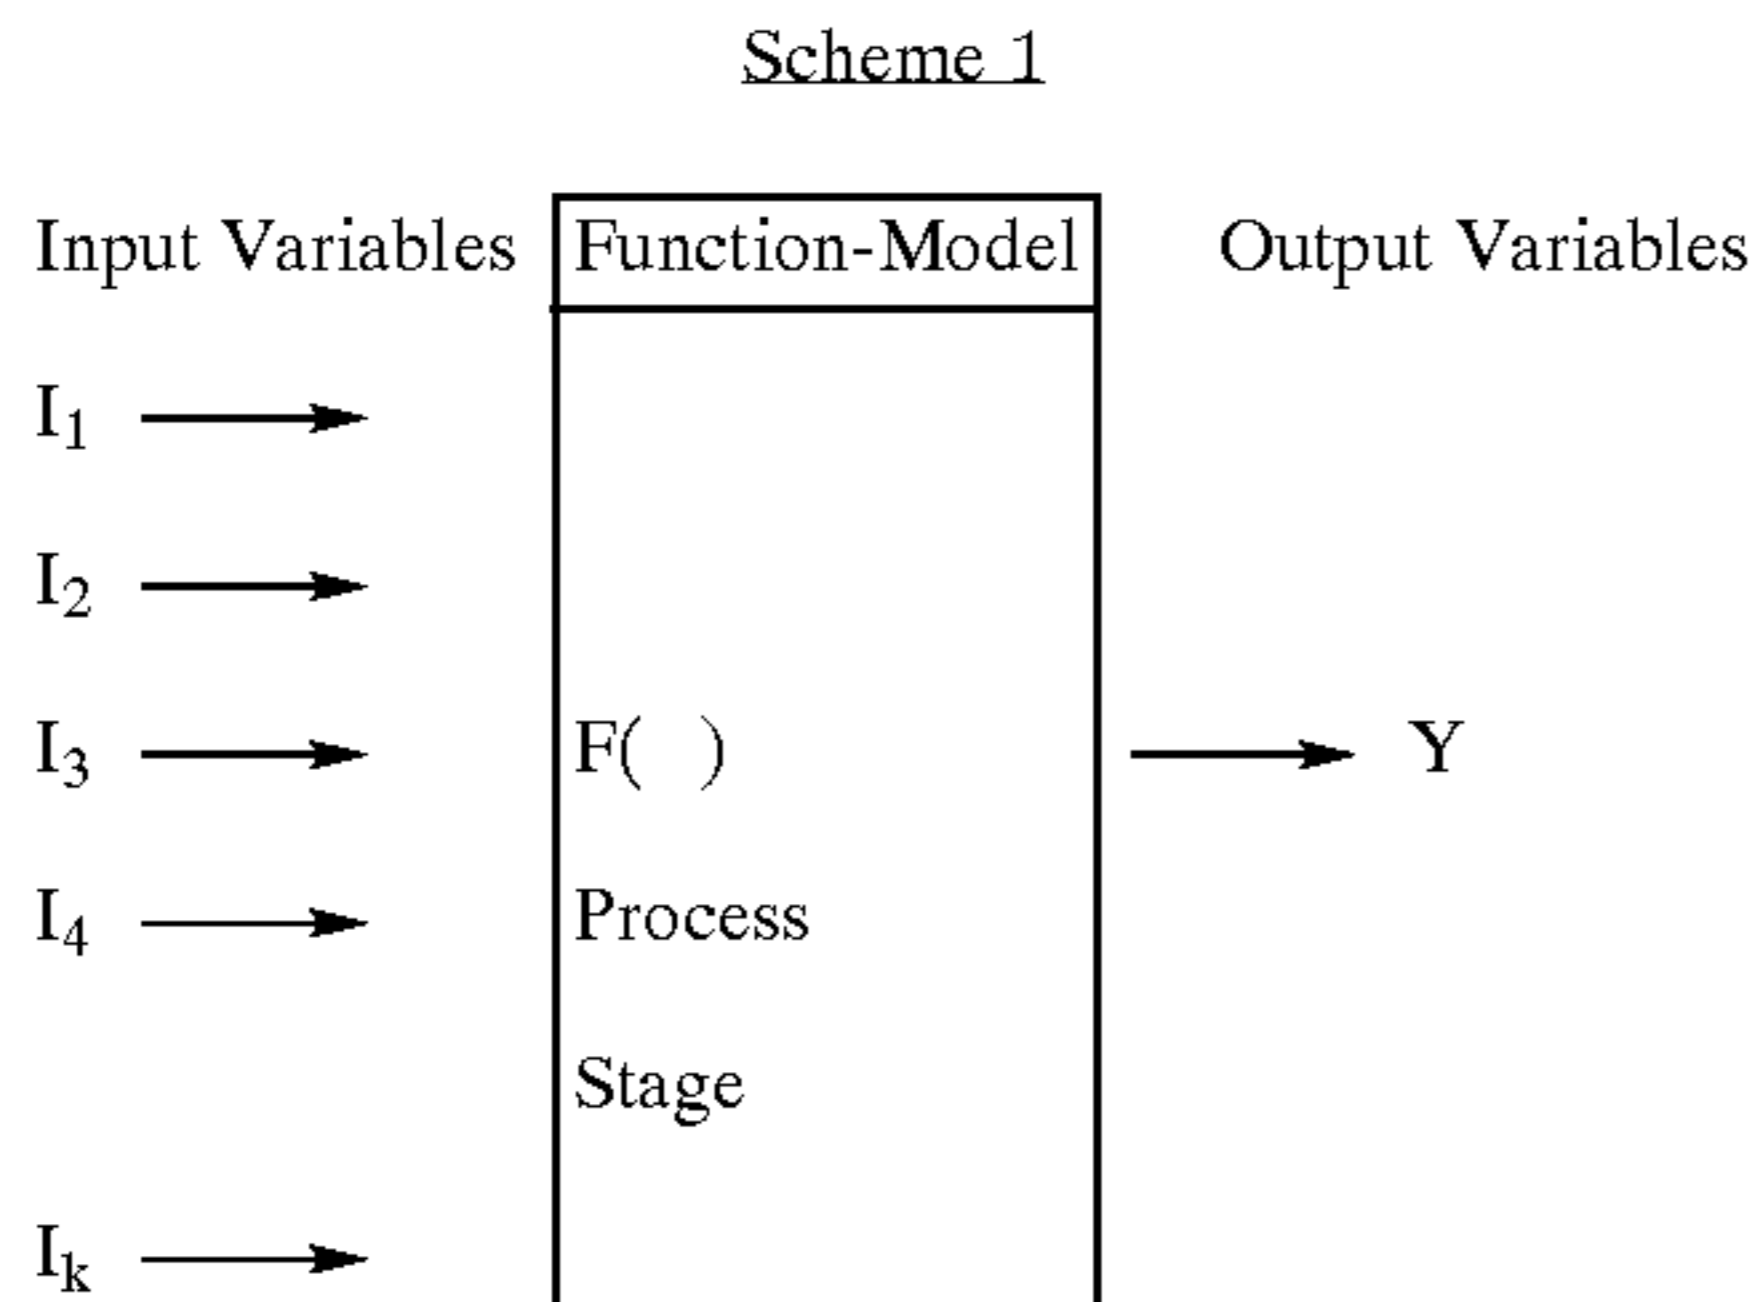 Scheme 1
Input Variables Function-Model Output Variables
I₁
I₂
I₃ F( ) Y
I₄ Process
Stage
Iₖ